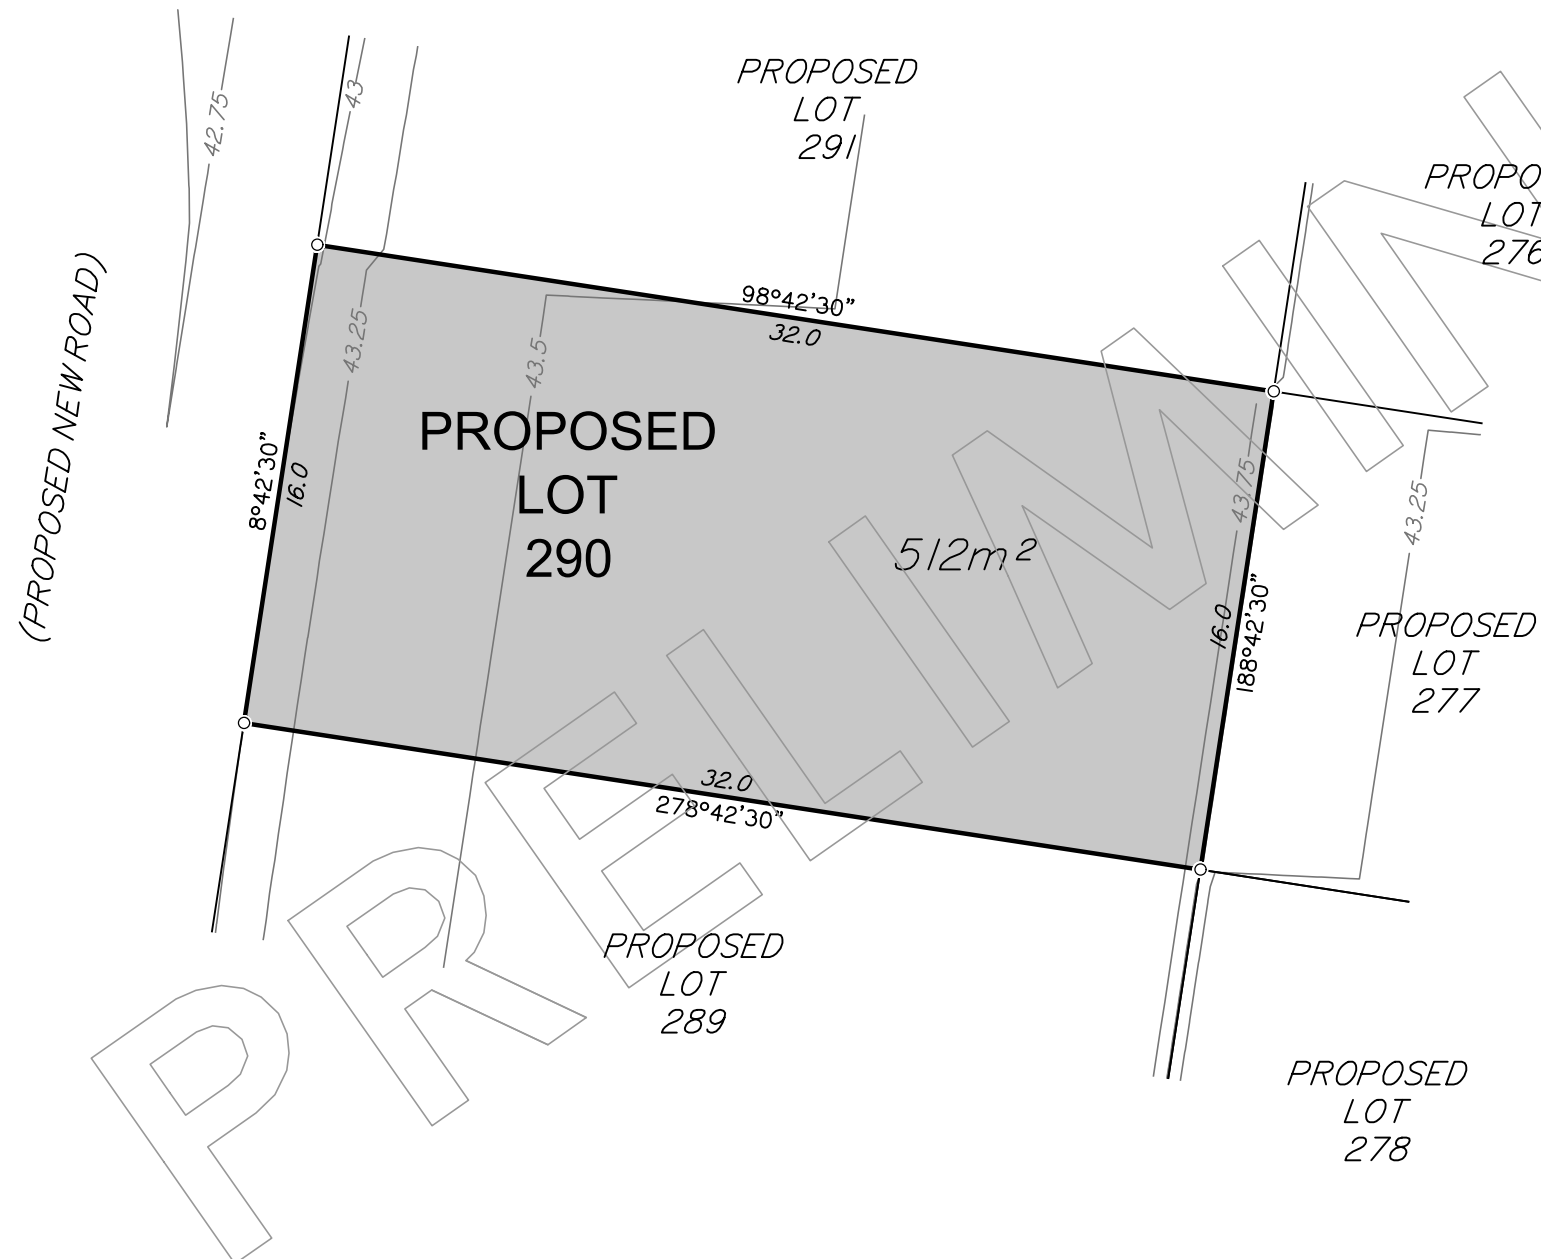 PROPOSED
LOT
291
42.75
43
PROPO
LOT
276
(PROPOSED NEW ROAD)
98°42'30"
32.0
43.25
43.5
PROPOSED
LOT
290
8°42'30"
16.0
512m²
43.75
43.25
16.0
188°42'30"
PROPOSED
LOT
277
32.0
278°42'30"
PROPOSED
LOT
289
PROPOSED
LOT
278
PRELIMIN